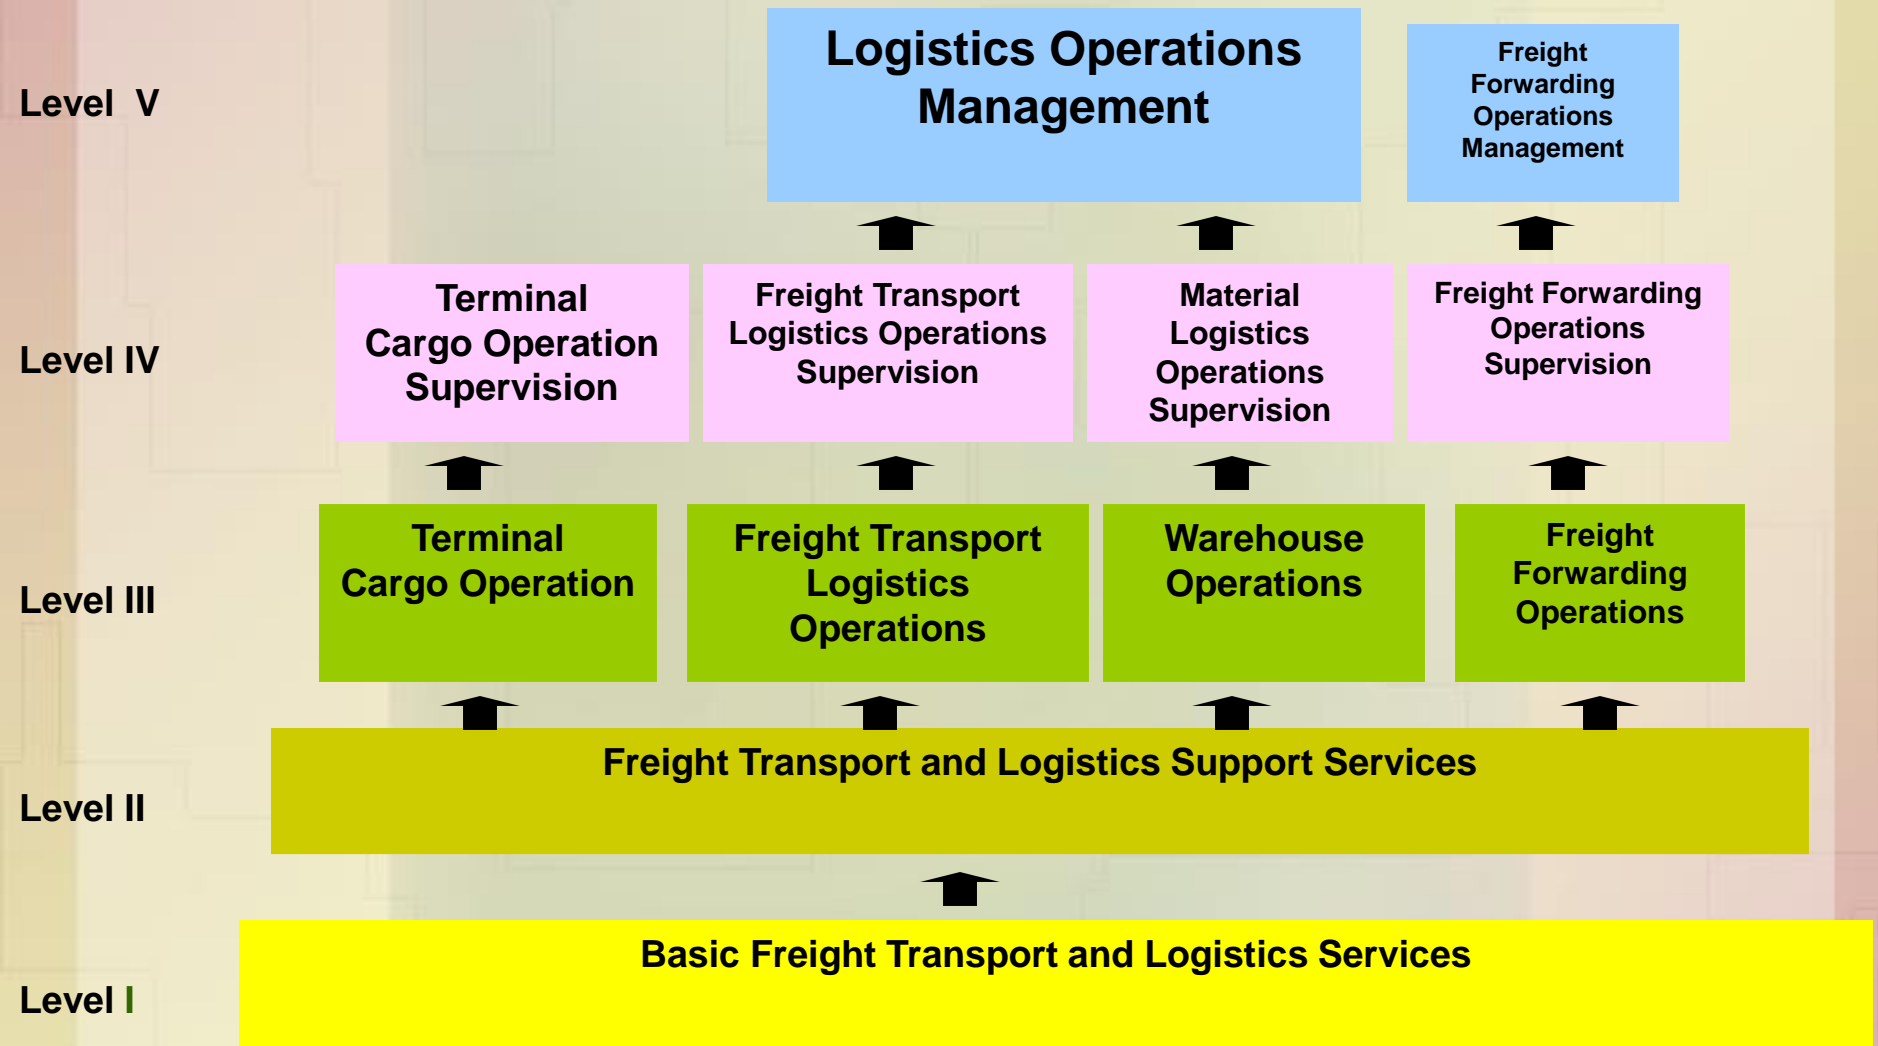 Level V
Logistics Operations
Management
Freight
Forwarding
Operations
Management
Level IV
Terminal
Cargo Operation
Supervision
Freight Transport
Logistics Operations
Supervision
Material
Logistics
Operations
Supervision
Freight Forwarding
Operations
Supervision
Level III
Terminal
Cargo Operation
Freight Transport
Logistics
Operations
Warehouse
Operations
Freight
Forwarding
Operations
Level II
Freight Transport and Logistics Support Services
Level I
Basic Freight Transport and Logistics Services